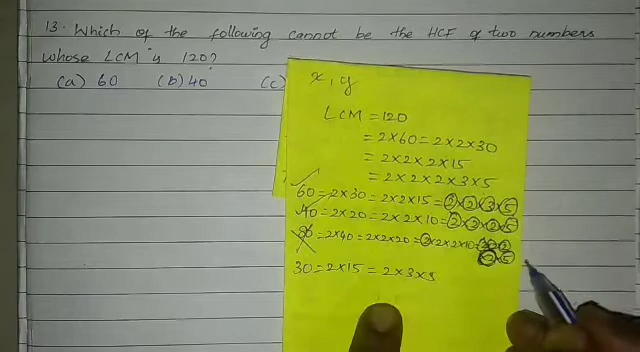 13. Which of the following cannot be the HCF of two numbers
whose LCM is 120?
(a) 60 (b) 40 (c)
x, y
LCM = 120
= 2×60 = 2×2×30
= 2×2×2×15
= 2×2×2×3×5
60 = 2×30 = 2×2×15 = 2×2×3×5
40 = 2×20 = 2×2×10 = 2×2×2×5
80 = 2×40 = 2×2×20 = 2×2×2×10 =
×2×5
30 = 2×15 = 2×3×5